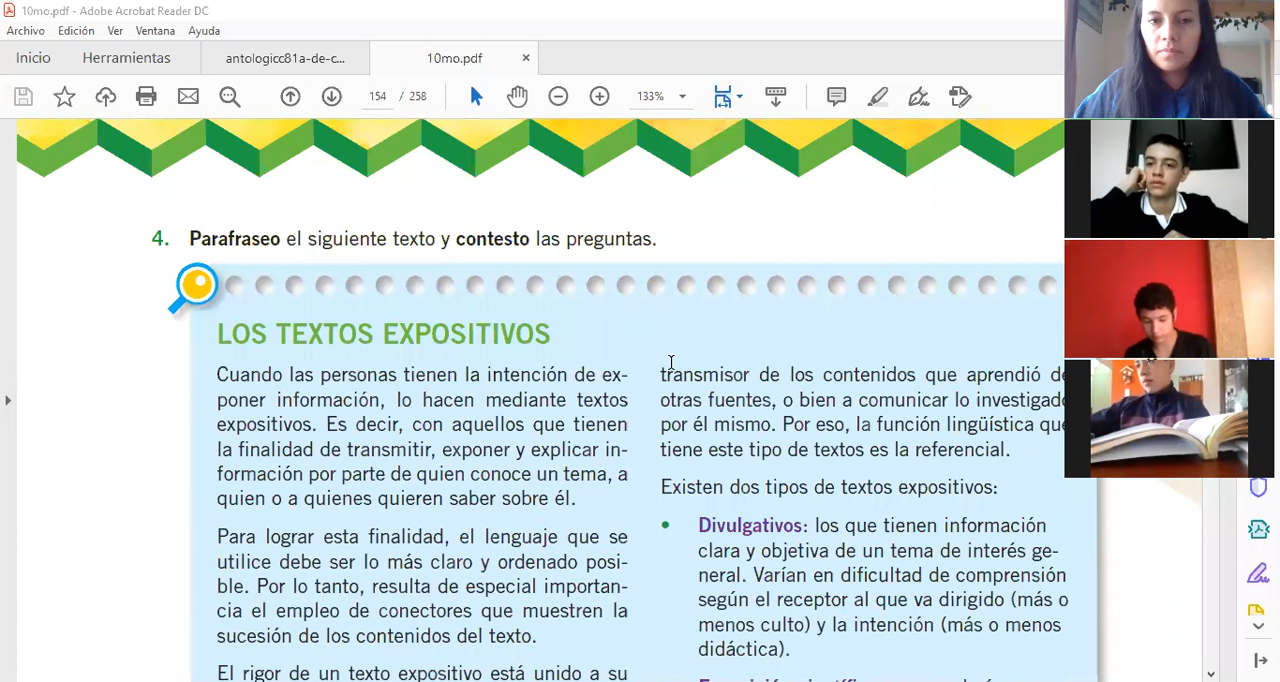 10mo.pdf - Adobe Acrobat Reader DC
Archivo Edición Ver Ventana Ayuda
Inicio Herramientas antologicc81a-de-c... 10mo.pdf ×
154 / 258 133%
4. Parafraseo el siguiente texto y contesto las preguntas.
LOS TEXTOS EXPOSITIVOS
Cuando las personas tienen la intención de ex-
poner información, lo hacen mediante textos
expositivos. Es decir, con aquellos que tienen
la finalidad de transmitir, exponer y explicar in-
formación por parte de quien conoce un tema, a
quien o a quienes quieren saber sobre él.
Para lograr esta finalidad, el lenguaje que se
utilice debe ser lo más claro y ordenado posi-
ble. Por lo tanto, resulta de especial importan-
cia el empleo de conectores que muestren la
sucesión de los contenidos del texto.
El rigor de un texto expositivo está unido a su
transmisor de los contenidos que aprendió de
otras fuentes, o bien a comunicar lo investigado
por él mismo. Por eso, la función lingüística que
tiene este tipo de textos es la referencial.
Existen dos tipos de textos expositivos:
• Divulgativos: los que tienen información
clara y objetiva de un tema de interés ge-
neral. Varían en dificultad de comprensión
según el receptor al que va dirigido (más o
menos culto) y la intención (más o menos
didáctica).